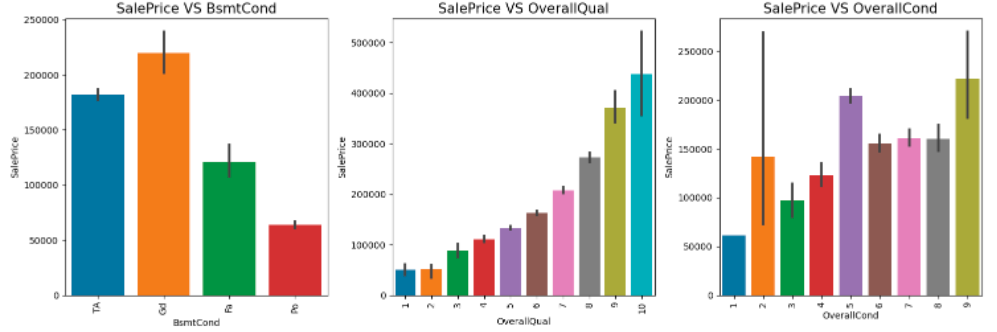 SalePrice VS BsmtCond
250000
200000
150000
100000
50000
0
SalePrice
TA
Gd
Fa
Po
BsmtCond
SalePrice VS OverallQual
500000
400000
300000
200000
100000
0
SalePrice
1
2
3
4
5
6
7
8
9
10
OverallQual
SalePrice VS OverallCond
250000
200000
150000
100000
50000
0
SalePrice
1
2
3
4
5
6
7
8
9
OverallCond